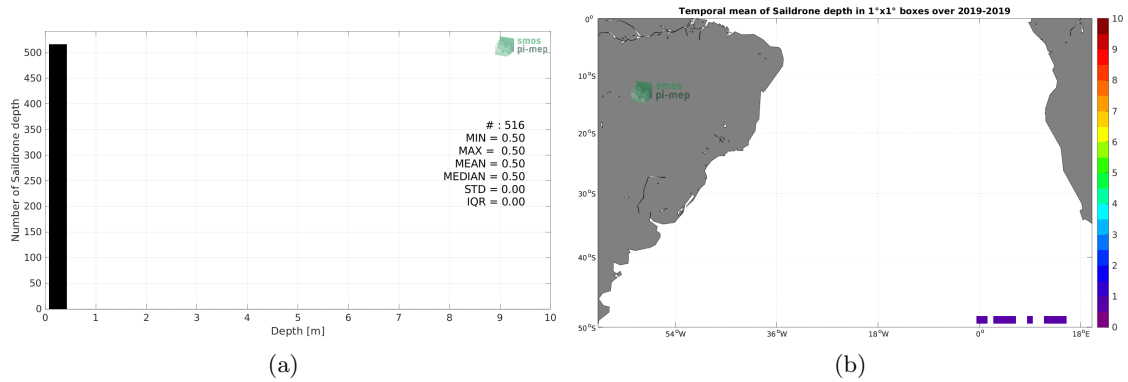 Number of Saildrone depth
500
450
400
350
300
250
200
150
100
50
0
smos
pi-mep
# : 516
MIN = 0.50
MAX = 0.50
MEAN = 0.50
MEDIAN = 0.50
STD = 0.00
IQR = 0.00
0 1 2 3 4 5 6 7 8 9 10
Depth [m]
(a)
Temporal mean of Saildrone depth in 1°x1° boxes over 2019-2019
0°
10°S
20°S
30°S
40°S
50°S
smos
pi-mep
54°W 36°W 18°W 0° 18°E
10
9
8
7
6
5
4
3
2
1
0
(b)